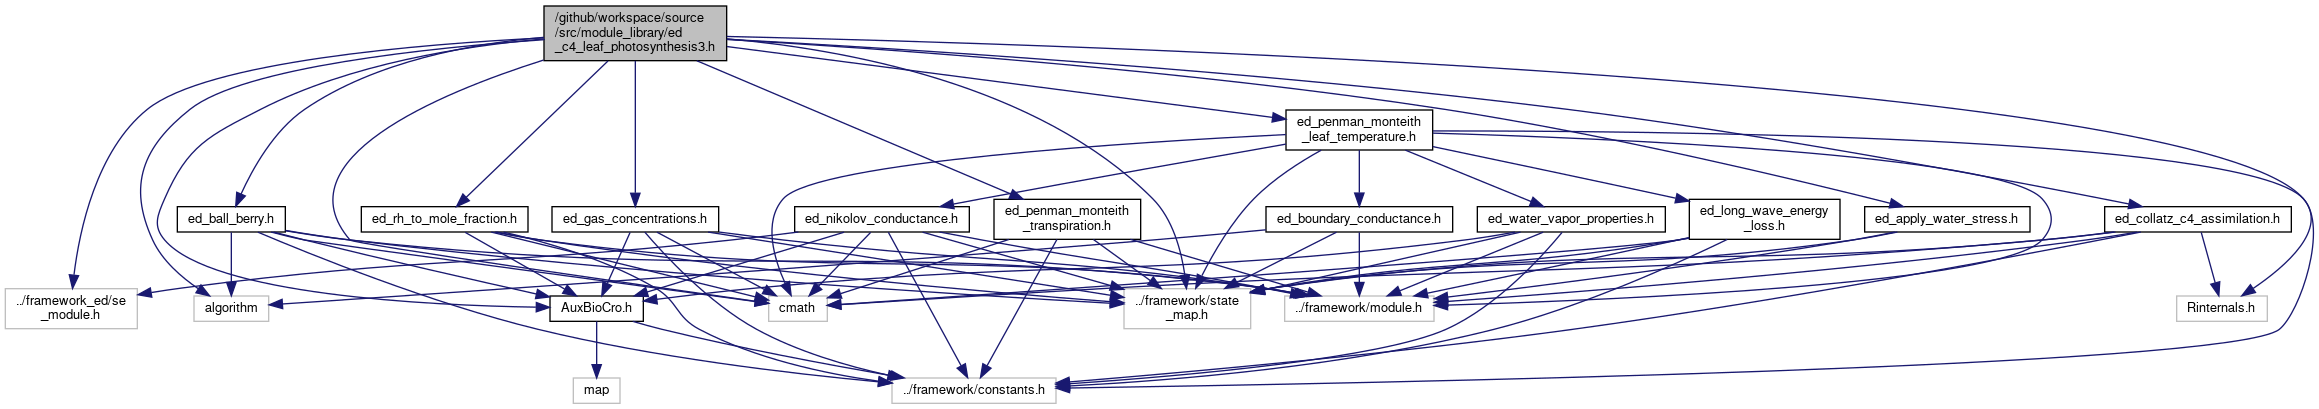 /github/workspace/source
/src/module_library/ed
_c4_leaf_photosynthesis3.h
ed_penman_monteith
_leaf_temperature.h
ed_ball_berry.h
ed_rh_to_mole_fraction.h
ed_gas_concentrations.h
ed_nikolov_conductance.h
ed_penman_monteith
_transpiration.h
ed_boundary_conductance.h
ed_water_vapor_properties.h
ed_long_wave_energy
_loss.h
ed_apply_water_stress.h
ed_collatz_c4_assimilation.h
../framework_ed/se
_module.h
algorithm
AuxBioCro.h
cmath
../framework/state
_map.h
../framework/module.h
Rinternals.h
map
../framework/constants.h